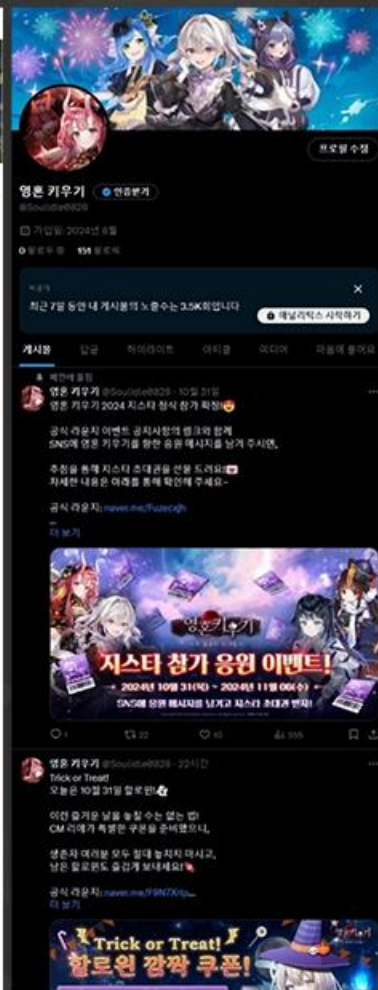 프로필 수정
영혼 키우기 인증받기
@Soulidle0828
가입일: 2024년 8월
0 팔로우 중 151 팔로워
비공개
최근 7일 동안 내 게시물의 노출수는 3.5K회입니다
애널리틱스 시작하기
게시물 답글 하이라이트 아티클 미디어 마음에 들어요
메인에 올림
영혼 키우기 @Soulidle0828 · 10월 31일
영혼 키우기 2024 지스타 정식 참가 확정!
공식 라운지 이벤트 공지사항의 링크와 함께
SNS에 영혼 키우기를 향한 응원 메시지를 남겨 주시면,
추첨을 통해 지스타 초대권을 선물 드려요!
자세한 내용은 아래를 통해 확인해 주세요~
공식 라운지:
더 보기
영혼키우기
지스타 참가 응원 이벤트!
2024년 10월 31(목) ~ 2024년 11월 06(수)
SNS에 응원 메시지를 남기고 지스타 초대권 받자!
1 22 10 555
영혼 키우기 @Soulidle0828 · 22시간
Trick or Treat!
오늘은 10월 31일 할로윈!
이런 즐거운 날을 놓칠 수는 없는 법!
CM 리에가 특별한 쿠폰을 준비했으니,
생존자 여러분 모두 절대 놓치지 마시고,
남은 할로윈도 즐겁게 보내세요!
공식 라운지:
더 보기
Trick or Treat!
할로윈 깜짝 쿠폰!